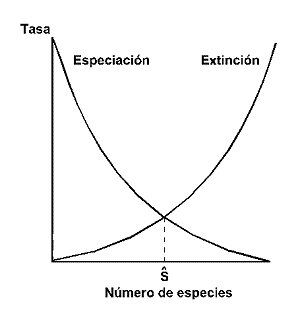 Tasa
Especiación Extinción
Ŝ
Número de especies